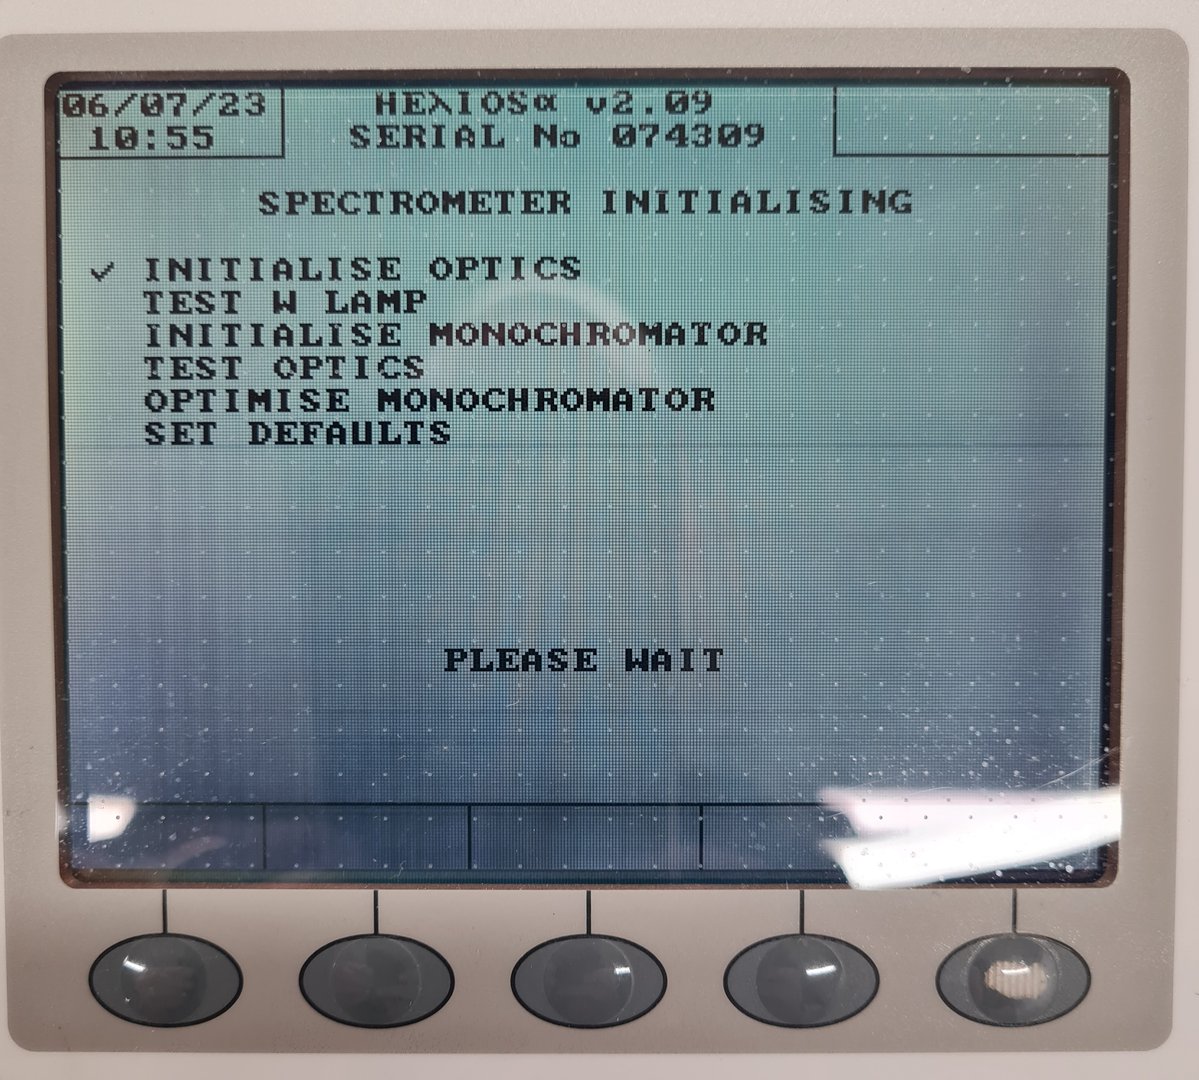 06/07/23
10:55
HEλIOSα v2.09
SERIAL No 074309
SPECTROMETER INITIALISING
✓ INITIALISE OPTICS
TEST W LAMP
INITIALISE MONOCHROMATOR
TEST OPTICS
OPTIMISE MONOCHROMATOR
SET DEFAULTS
PLEASE WAIT